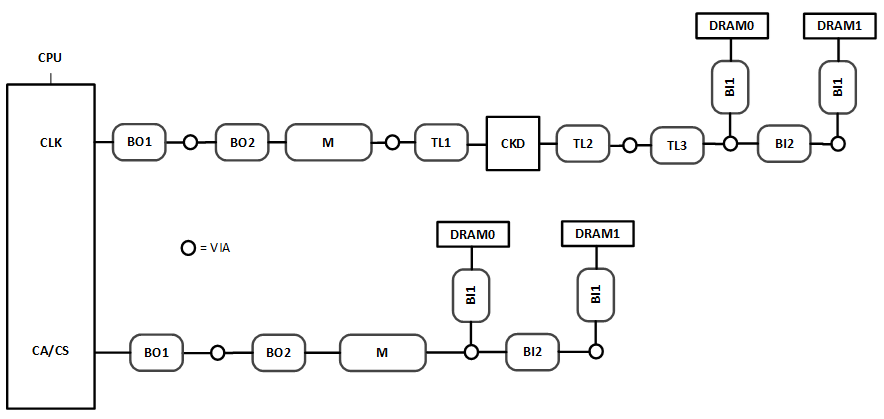 DRAM0
DRAM1
CPU
BI1
BI1
CLK
BO1
BO2
M
TL1
CKD
TL2
TL3
BI2
DRAM0
DRAM1
= VIA
BI1
BI1
CA/CS
BO1
BO2
M
BI2